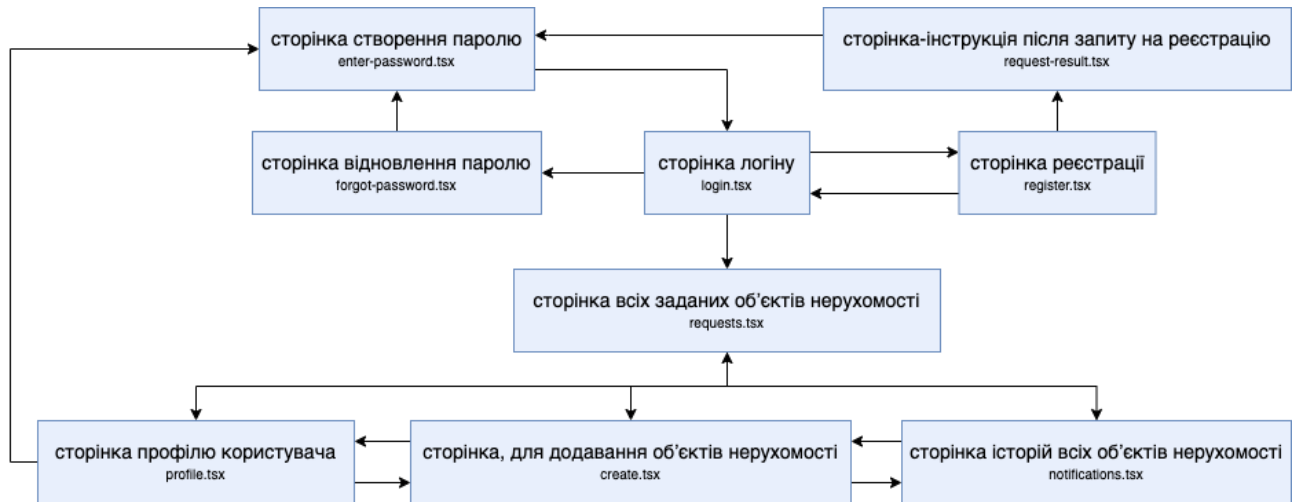 сторінка створення паролю
enter-password.tsx
сторінка-інструкція після запиту на реєстрацію
request-result.tsx
сторінка відновлення паролю
forgot-password.tsx
сторінка логіну
login.tsx
сторінка реєстрації
register.tsx
сторінка всіх заданих об’єктів нерухомості
requests.tsx
сторінка профілю користувача
profile.tsx
сторінка, для додавання об’єктів нерухомості
create.tsx
сторінка історій всіх об’єктів нерухомості
notifications.tsx